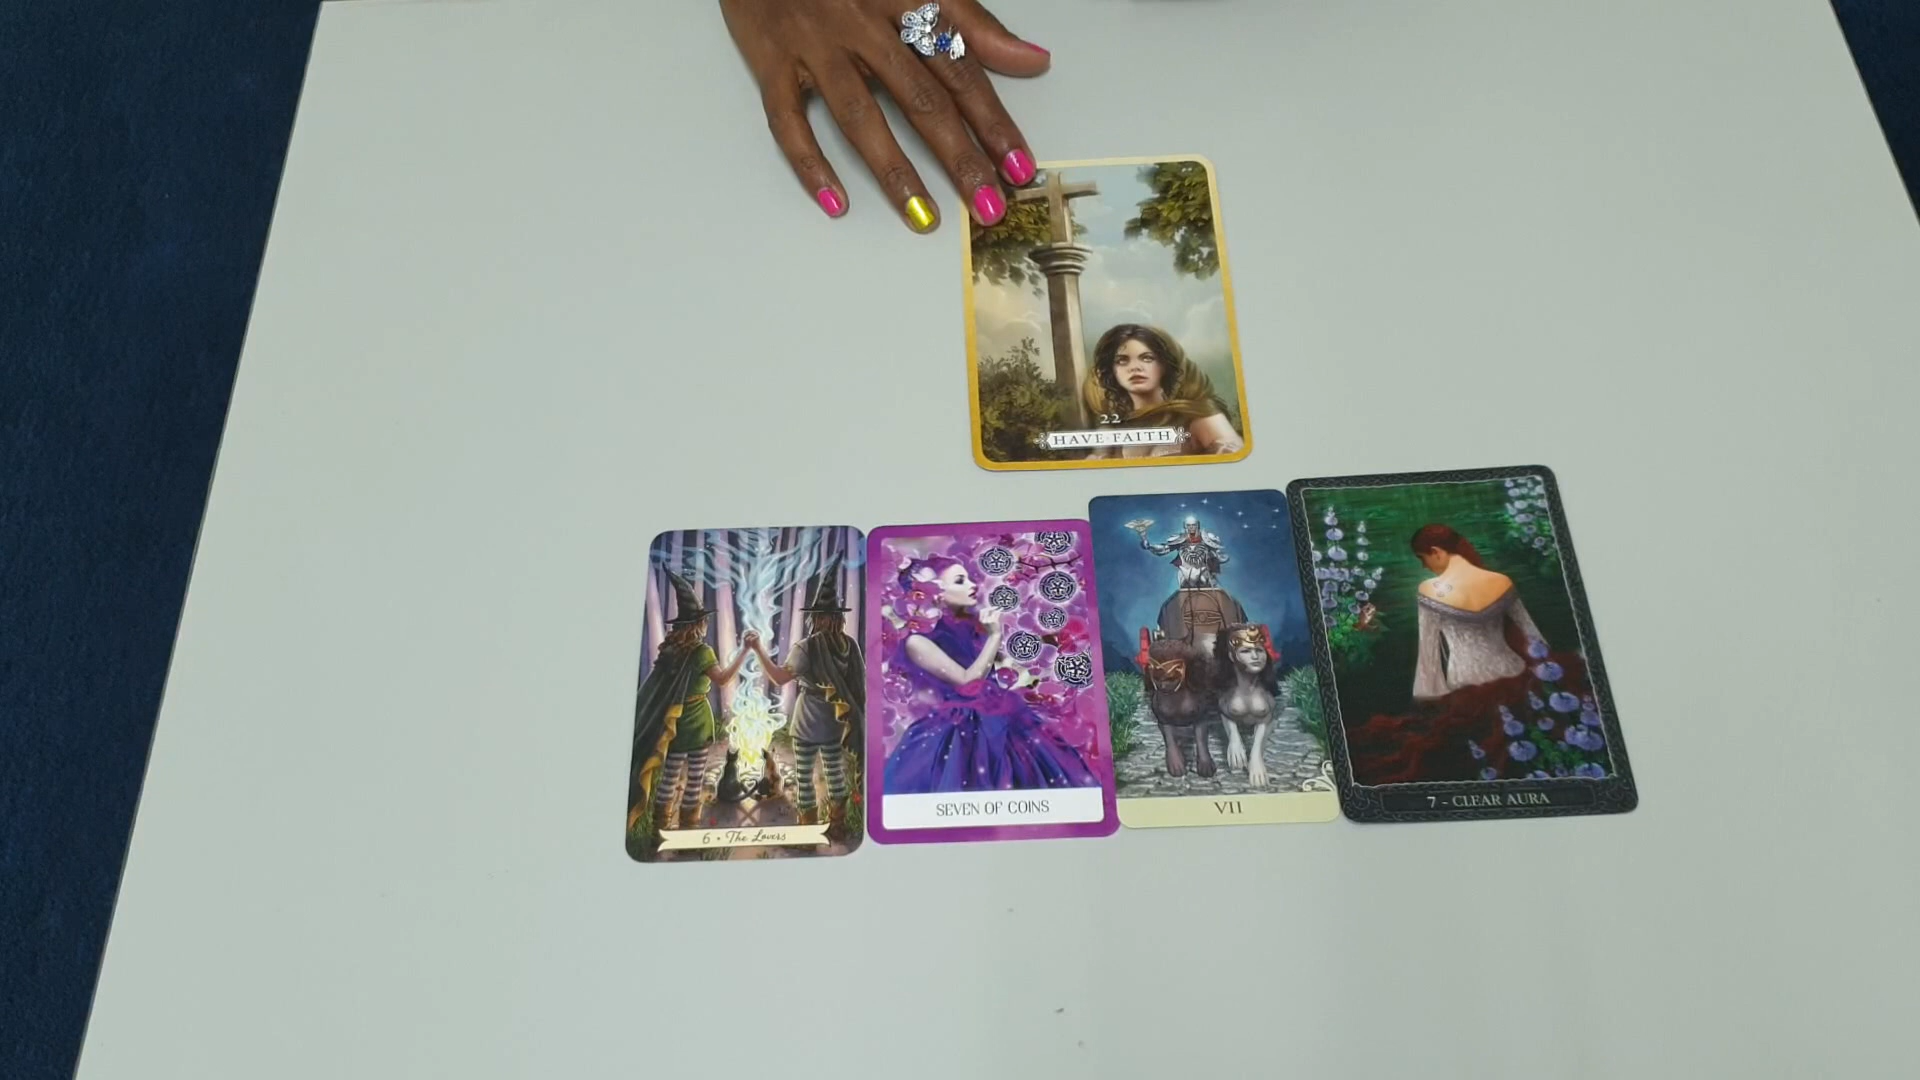 22
HAVE FAITH
6 • The Lovers
SEVEN OF COINS
VII
7 - CLEAR AURA